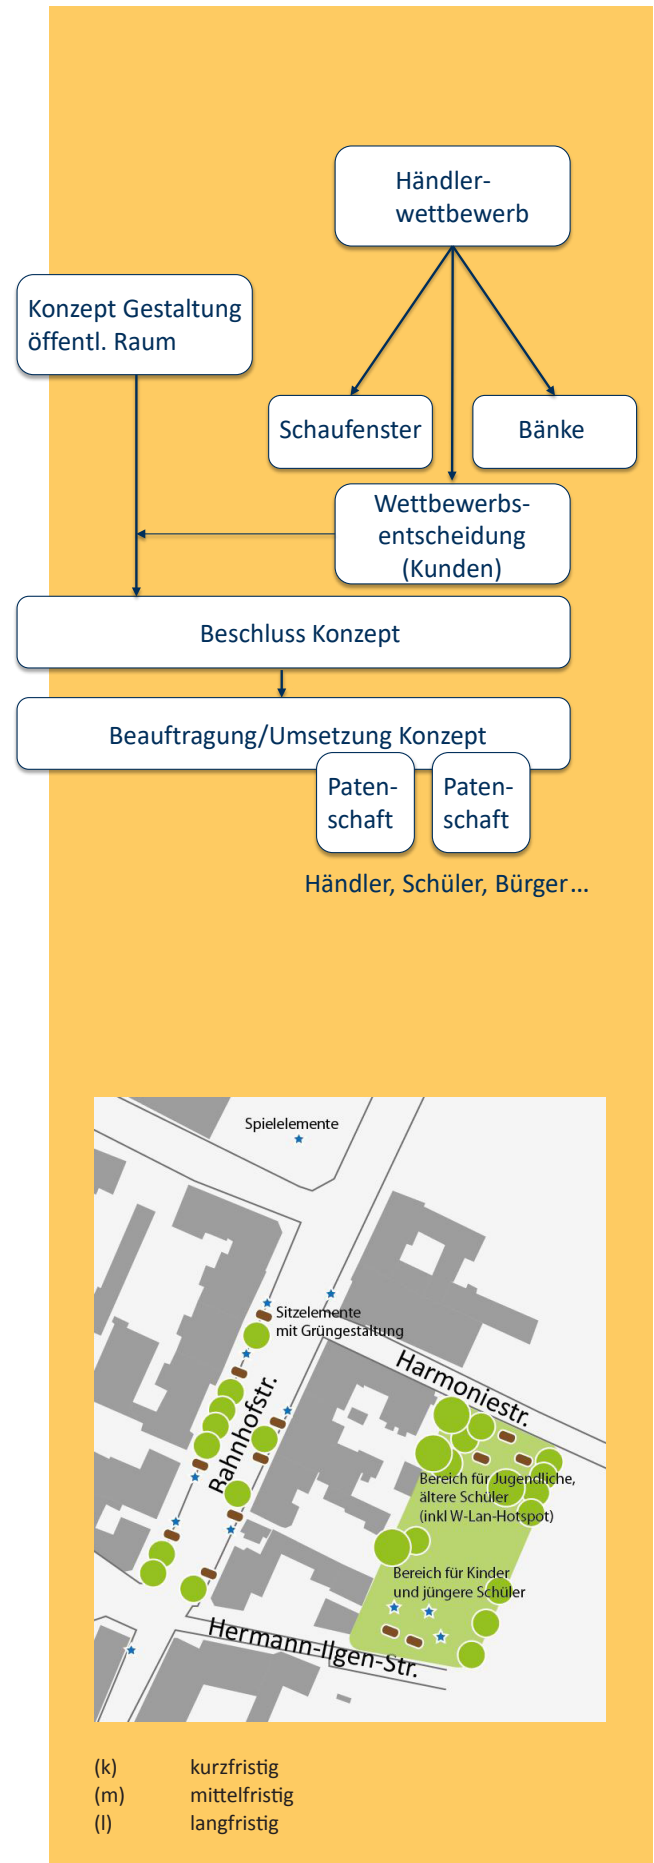 Händler-
wettbewerb
Konzept Gestaltung
öffentl. Raum
Schaufenster
Bänke
Wettbewerbs-
entscheidung
(Kunden)
Beschluss Konzept
Beauftragung/Umsetzung Konzept
Paten-
schaft
Paten-
schaft
Händler, Schüler, Bürger...
Spielelemente
Sitzelemente
mit Grüngestaltung
Harmoniestr.
Bahnhofstr.
Bereich für Jugendliche,
ältere Schüler
(inkl W-Lan-Hotspot)
Bereich für Kinder
und jüngere Schüler
Hermann-Ilgen-Str.
(k) kurzfristig
(m) mittelfristig
(l) langfristig